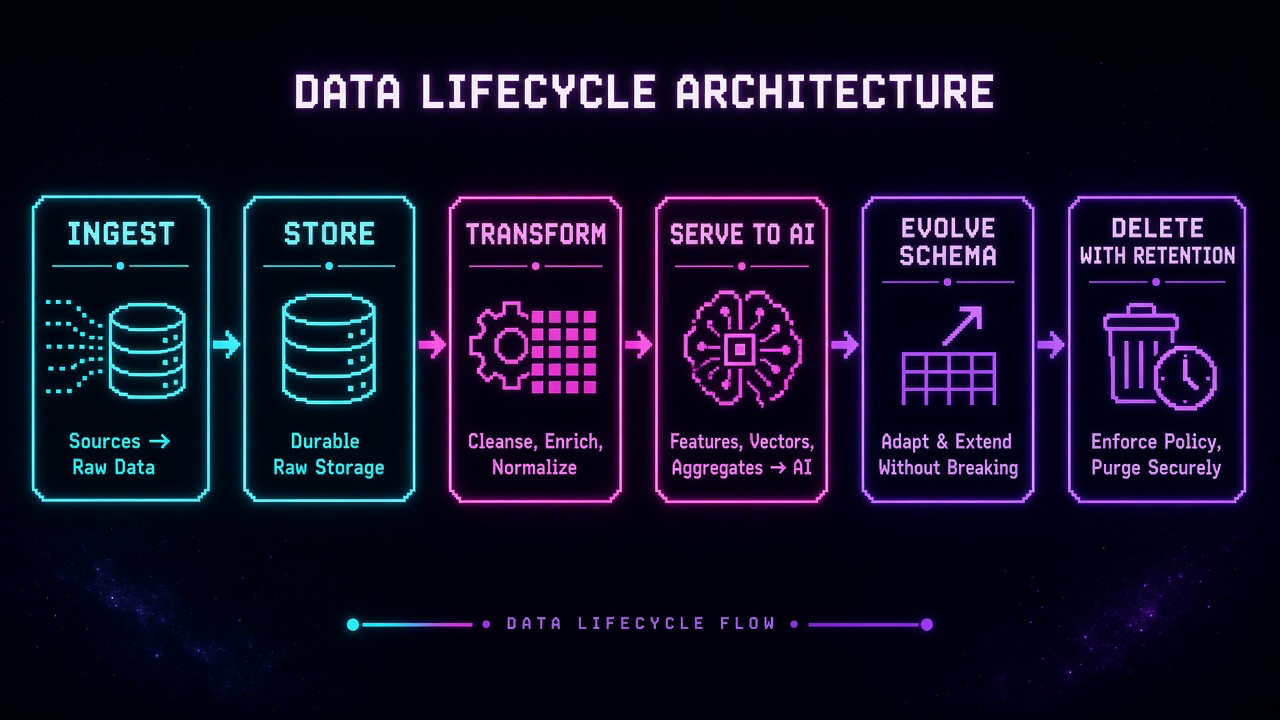 DATA LIFECYCLE ARCHITECTURE
INGEST
Sources →
Raw Data
STORE
Durable
Raw Storage
TRANSFORM
Cleanse, Enrich,
Normalize
SERVE TO AI
Features, Vectors,
Aggregates → AI
EVOLVE
SCHEMA
Adapt & Extend
Without Breaking
DELETE
WITH RETENTION
Enforce Policy,
Purge Securely
DATA LIFECYCLE FLOW